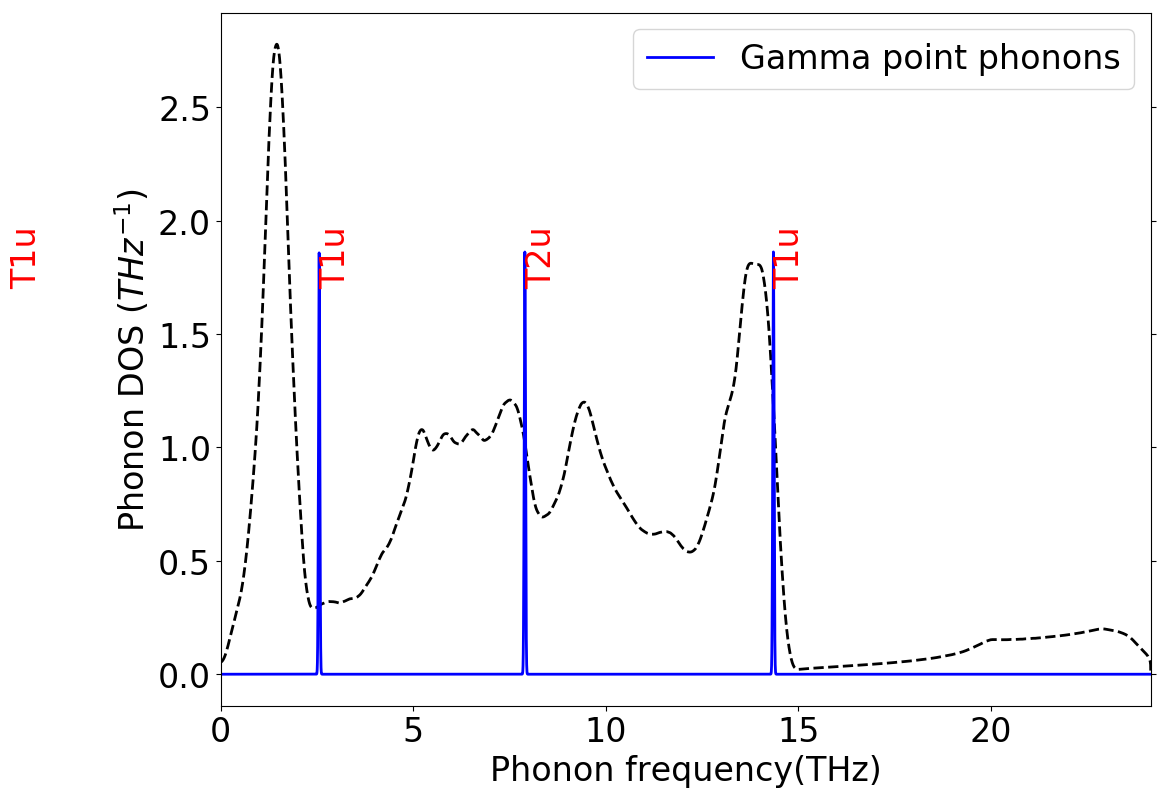 Gamma point phonons
2.5
2.0
1.5
1.0
0.5
0.0
Phonon DOS (THz⁻¹)
T1u
T1u
T2u
T1u
0
5
10
15
20
Phonon frequency(THz)